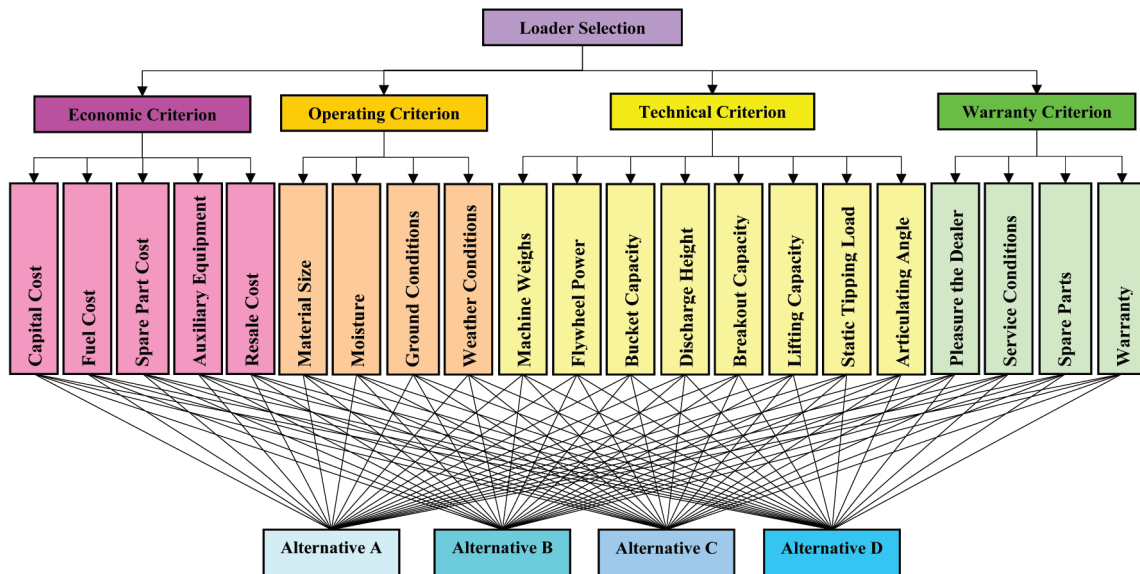 Loader Selection
Economic Criterion
Operating Criterion
Technical Criterion
Warranty Criterion
Capital Cost
Fuel Cost
Spare Part Cost
Auxiliary Equipment
Resale Cost
Material Size
Moisture
Ground Conditions
Weather Conditions
Machine Weighs
Flywheel Power
Bucket Capacity
Discharge Height
Breakout Capacity
Lifting Capacity
Static Tipping Load
Articulating Angle
Pleasure the Dealer
Service Conditions
Spare Parts
Warranty
Alternative A
Alternative B
Alternative C
Alternative D